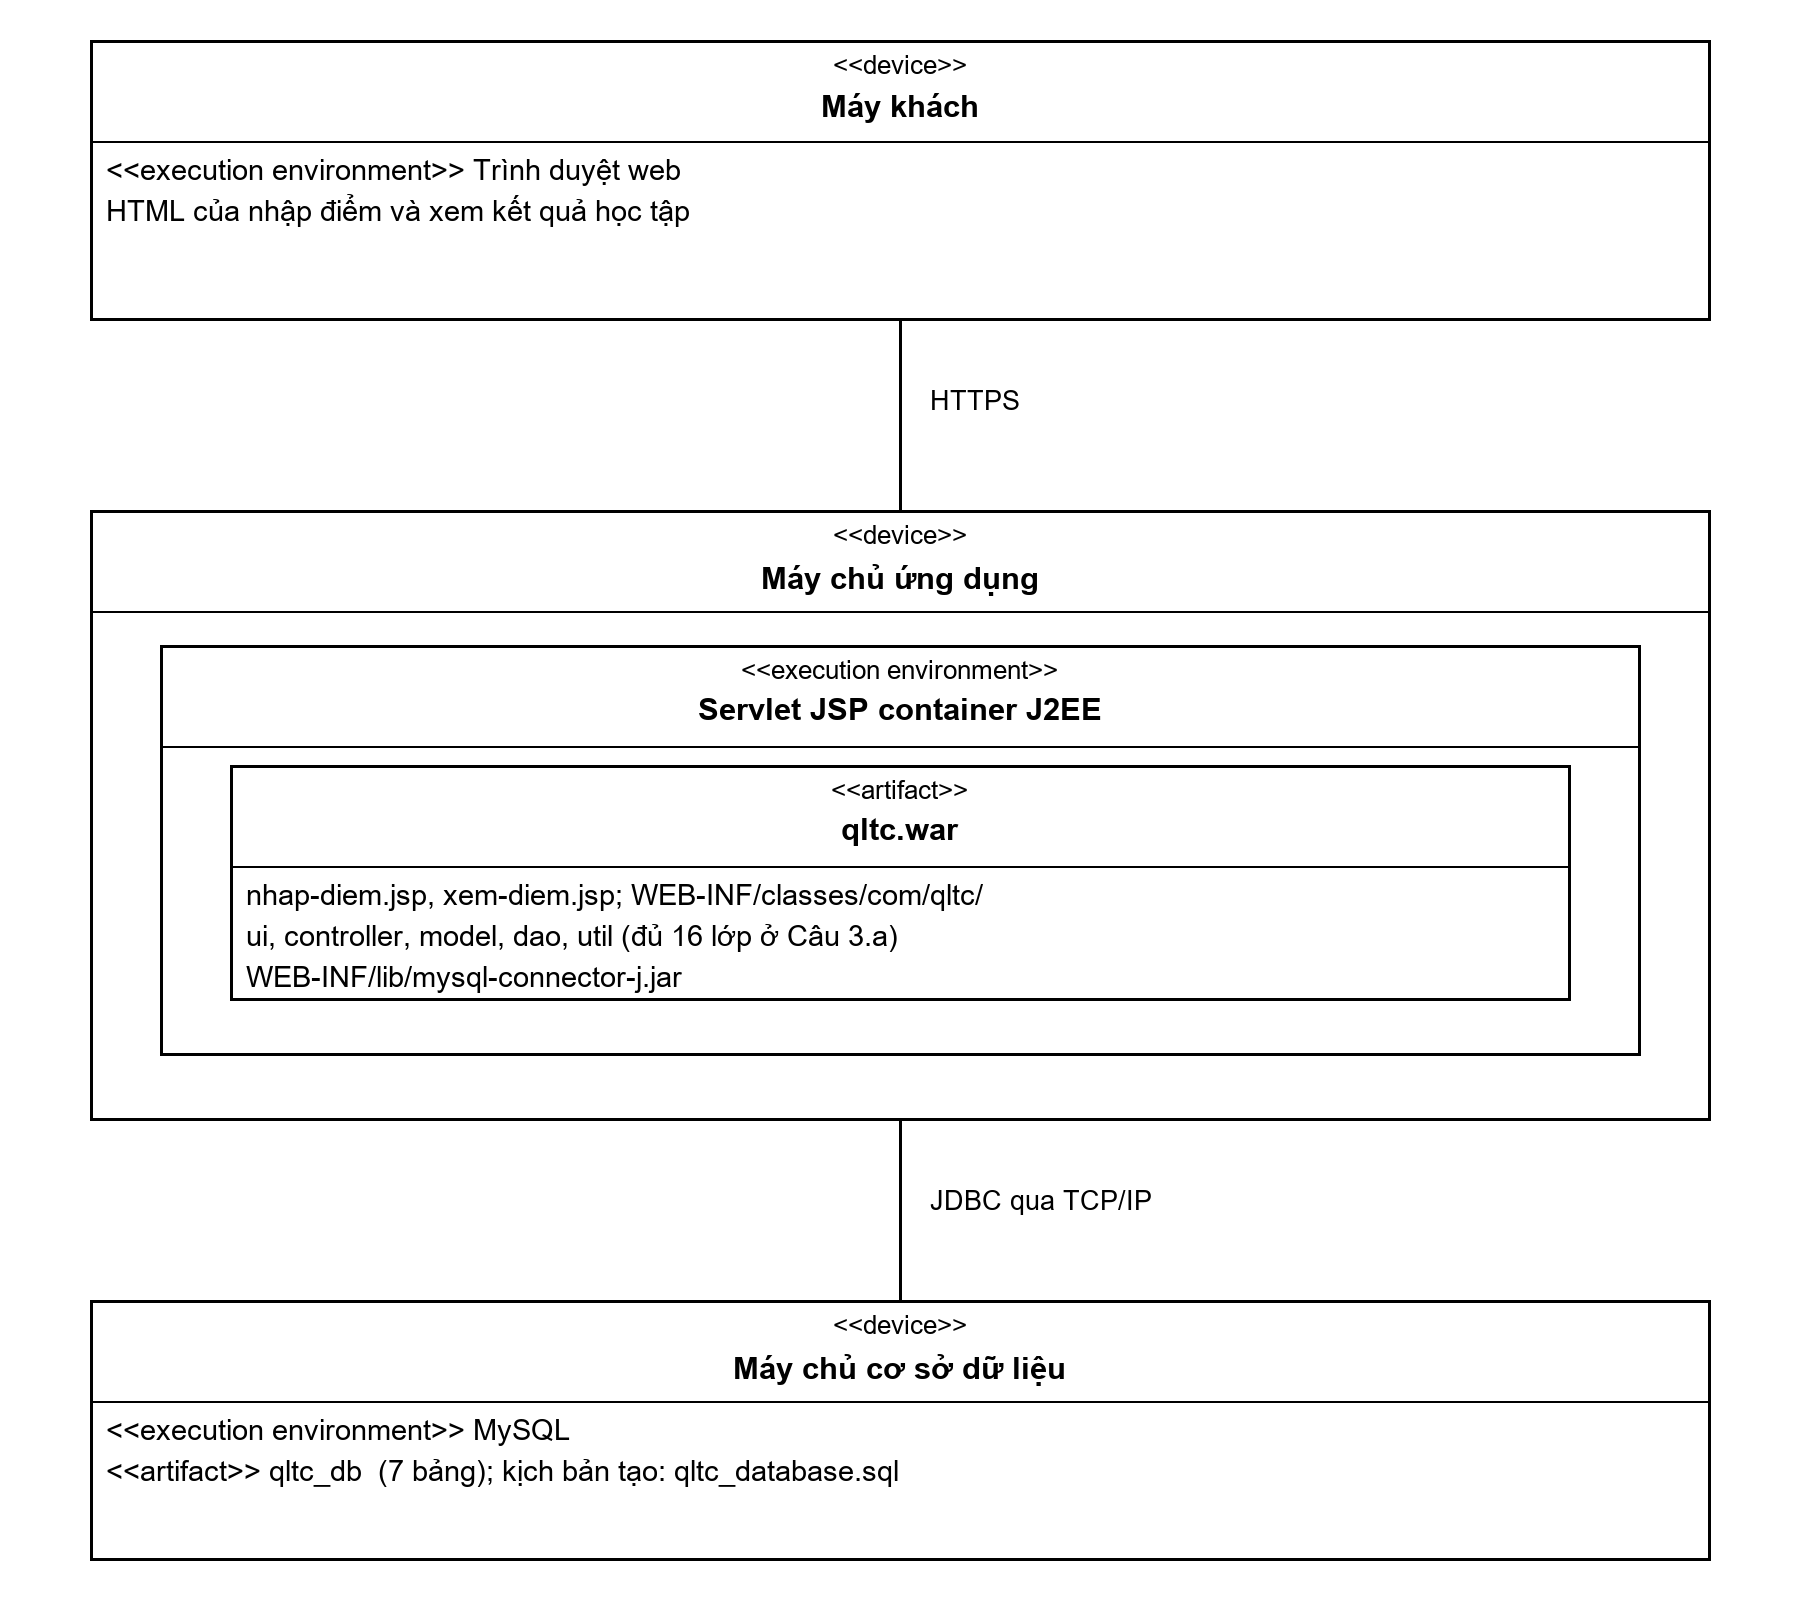 <<device>>
Máy khách
<<execution environment>> Trình duyệt web
HTML của nhập điểm và xem kết quả học tập
HTTPS
<<device>>
Máy chủ ứng dụng
<<execution environment>>
Servlet JSP container J2EE
<<artifact>>
qltc.war
nhap-diem.jsp, xem-diem.jsp; WEB-INF/classes/com/qltc/
ui, controller, model, dao, util (đủ 16 lớp ở Câu 3.a)
WEB-INF/lib/mysql-connector-j.jar
JDBC qua TCP/IP
<<device>>
Máy chủ cơ sở dữ liệu
<<execution environment>> MySQL
<<artifact>> qltc_db  (7 bảng); kịch bản tạo: qltc_database.sql